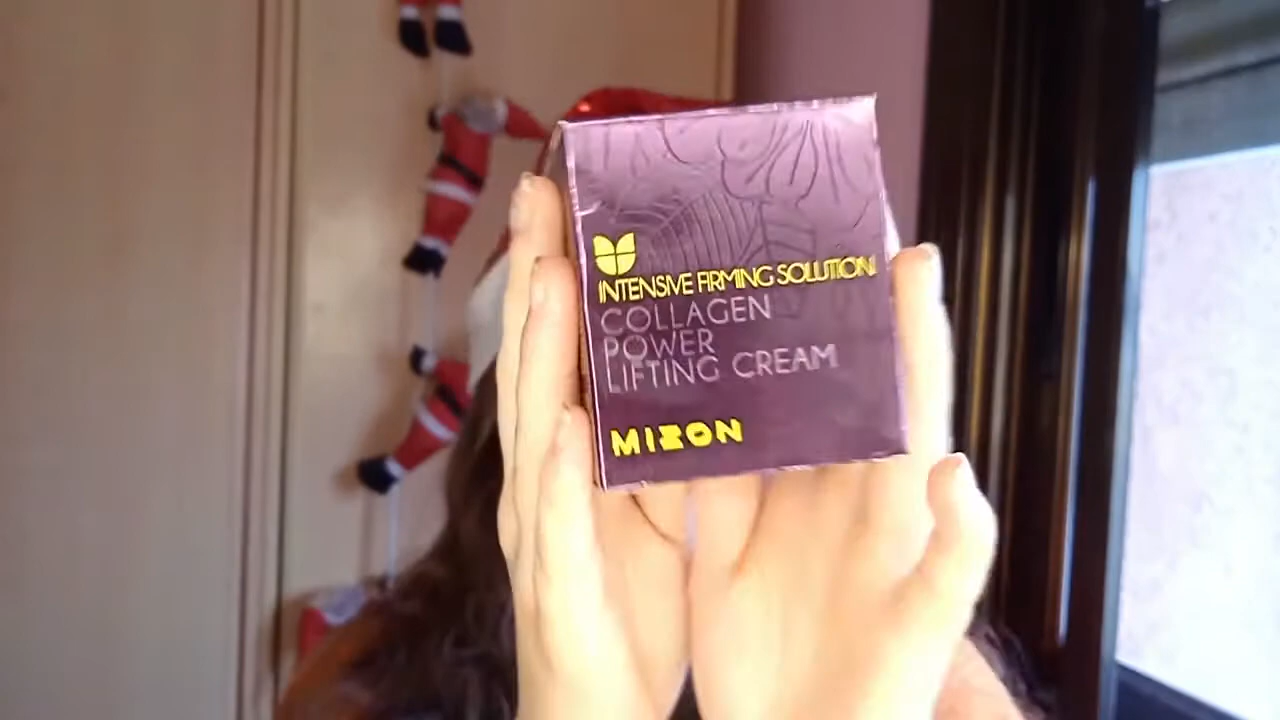 INTENSIVE FIRMING SOLUTION
COLLAGEN
POWER
LIFTING CREAM
MIZON